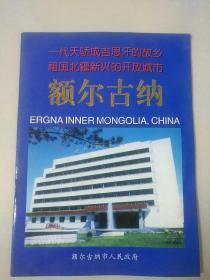 一代天骄成吉思汗的故乡
祖国北疆新兴的开放城市
额尔古纳
ERGNA INNER MONGOLIA, CHINA
额尔古纳市人民政府